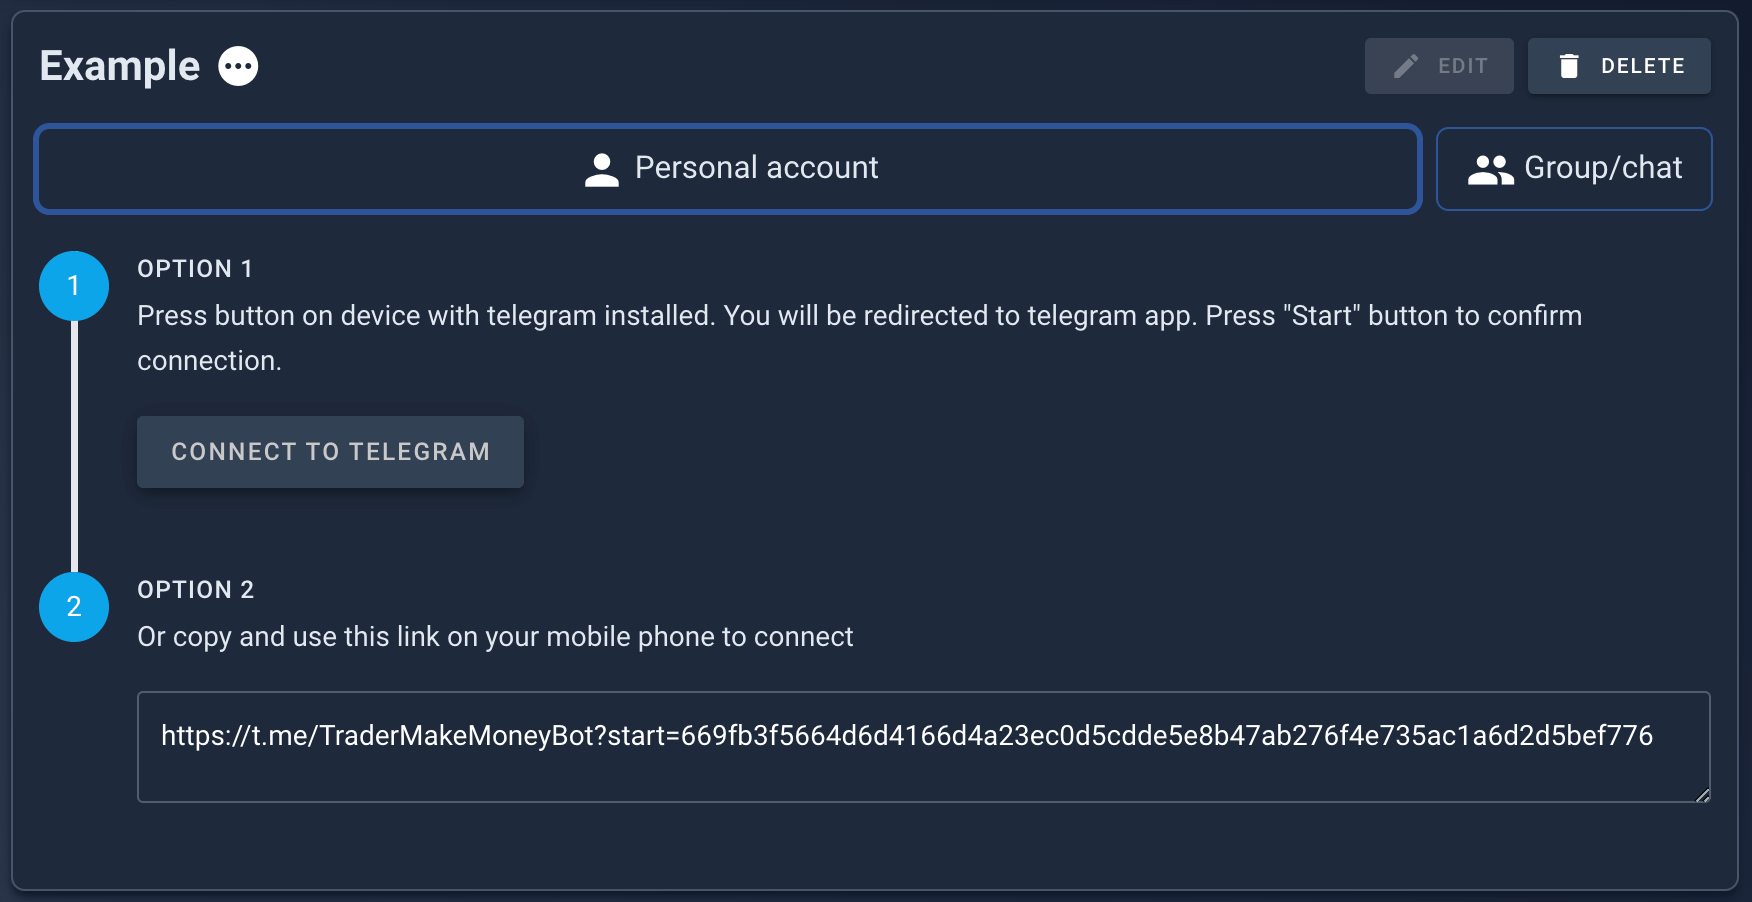 Example
EDIT
DELETE
Personal account
Group/chat
1
OPTION 1
Press button on device with telegram installed. You will be redirected to telegram app. Press "Start" button to confirm
connection.
CONNECT TO TELEGRAM
2
OPTION 2
Or copy and use this link on your mobile phone to connect
https://t.me/TraderMakeMoneyBot?start=669fb3f5664d6d4166d4a23ec0d5cdde5e8b47ab276f4e735ac1a6d2d5bef776